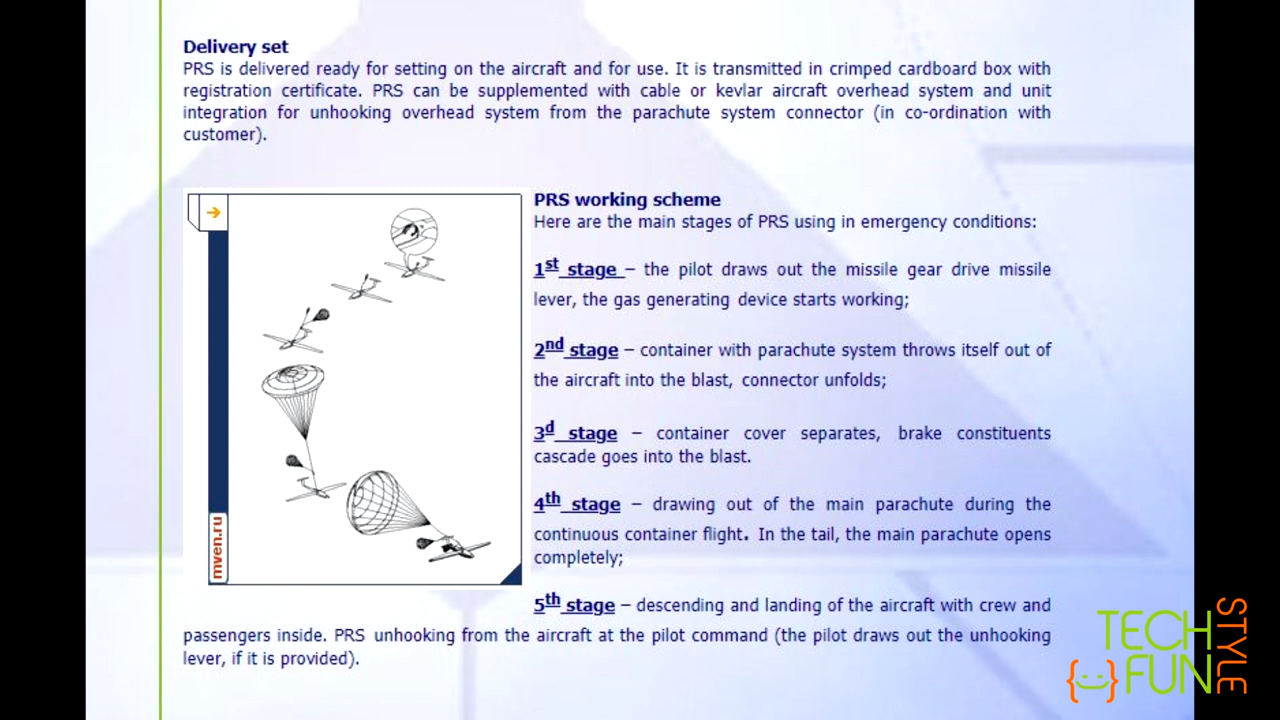 Delivery set
PRS is delivered ready for setting on the aircraft and for use. It is transmitted in crimped cardboard box with
registration certificate. PRS can be supplemented with cable or kevlar aircraft overhead system and unit
integration for unhooking overhead system from the parachute system connector (in co-ordination with
customer).
PRS working scheme
Here are the main stages of PRS using in emergency conditions:
1st stage – the pilot draws out the missile gear drive missile
lever, the gas generating device starts working;
2nd stage – container with parachute system throws itself out of
the aircraft into the blast, connector unfolds;
3d stage – container cover separates, brake constituents
cascade goes into the blast.
4th stage – drawing out of the main parachute during the
continuous container flight. In the tail, the main parachute opens
completely;
5th stage – descending and landing of the aircraft with crew and
passengers inside. PRS unhooking from the aircraft at the pilot command (the pilot draws out the unhooking
lever, if it is provided).
mven.ru
TECH
FUN
STYLE